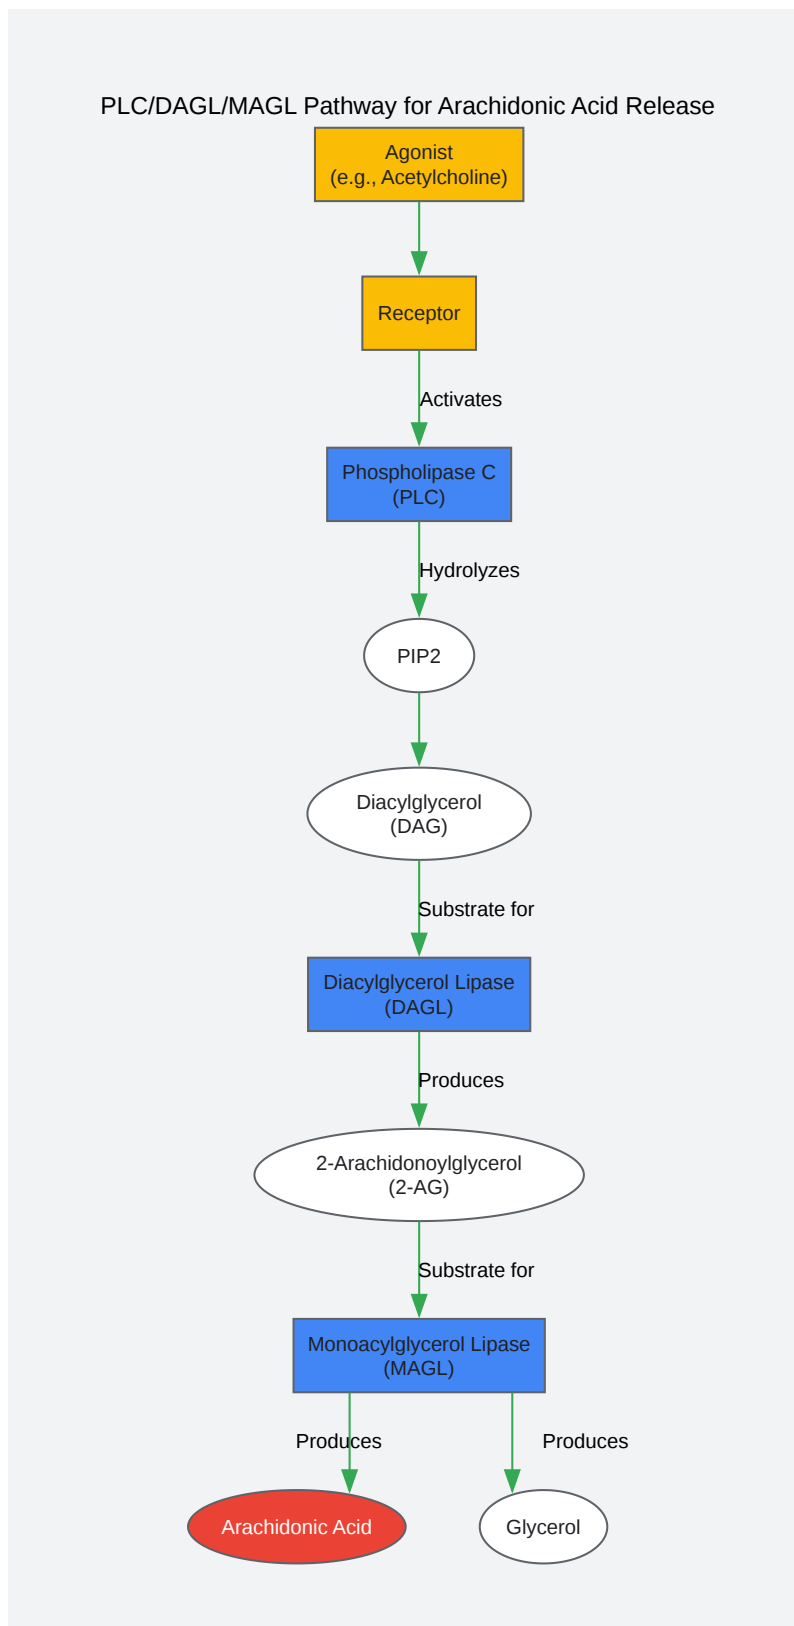 PLC/DAGL/MAGL Pathway for Arachidonic Acid Release
Agonist
(e.g., Acetylcholine)
Receptor
Activates
Phospholipase C
(PLC)
Hydrolyzes
PIP2
Diacylglycerol
(DAG)
Substrate for
Diacylglycerol Lipase
(DAGL)
Produces
2-Arachidonoylglycerol
(2-AG)
Substrate for
Monoacylglycerol Lipase
(MAGL)
Produces
Produces
Arachidonic Acid
Glycerol